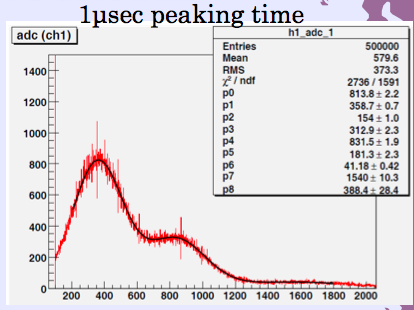 1μsec peaking time
adc (ch1)
h1_adc_1
Entries 500000
Mean 579.6
RMS 373.3
χ² / ndf 2736 / 1591
p0 813.8 ± 2.2
p1 358.7 ± 0.7
p2 154 ± 1.0
p3 312.9 ± 2.3
p4 831.5 ± 1.9
p5 181.3 ± 2.3
p6 41.18 ± 0.42
p7 1540 ± 10.3
p8 388.4 ± 28.4
1400
1200
1000
800
600
400
200
0
200 400 600 800 1000 1200 1400 1600 1800 2000